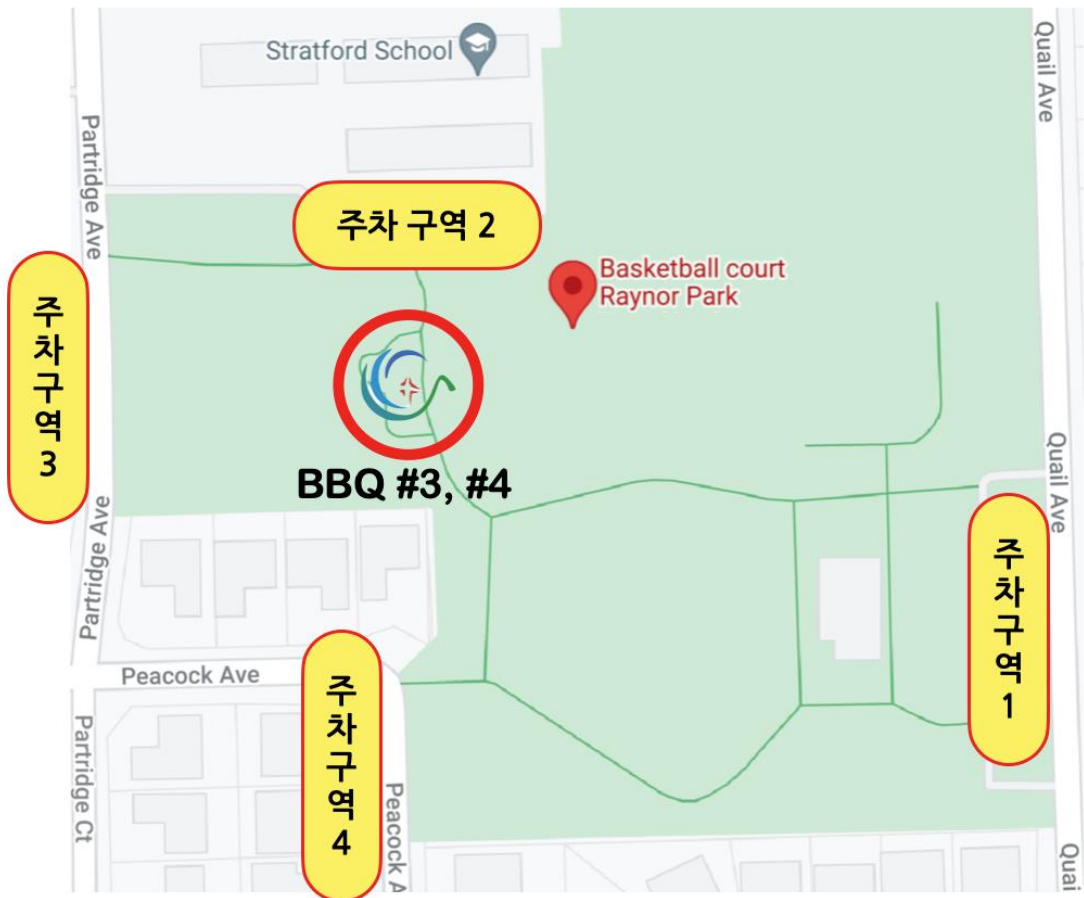 Stratford School
Quail Ave
Partridge Ave
주차 구역 2
Basketball court
Raynor Park
주차구역 3
BBQ #3, #4
Quail Ave
Partridge Ave
주차구역 1
Peacock Ave
주차구역 4
Partridge Ct
Peacock A
Quai